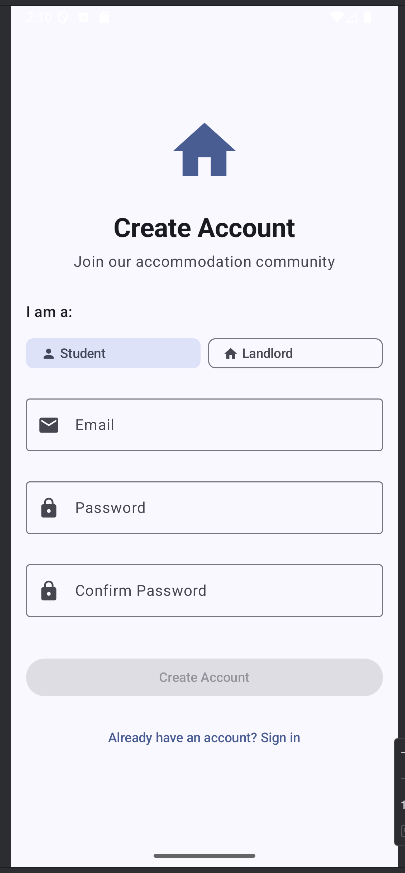 Create Account
Join our accommodation community
I am a:
Student
Landlord
Email
Password
Confirm Password
Create Account
Already have an account? Sign in